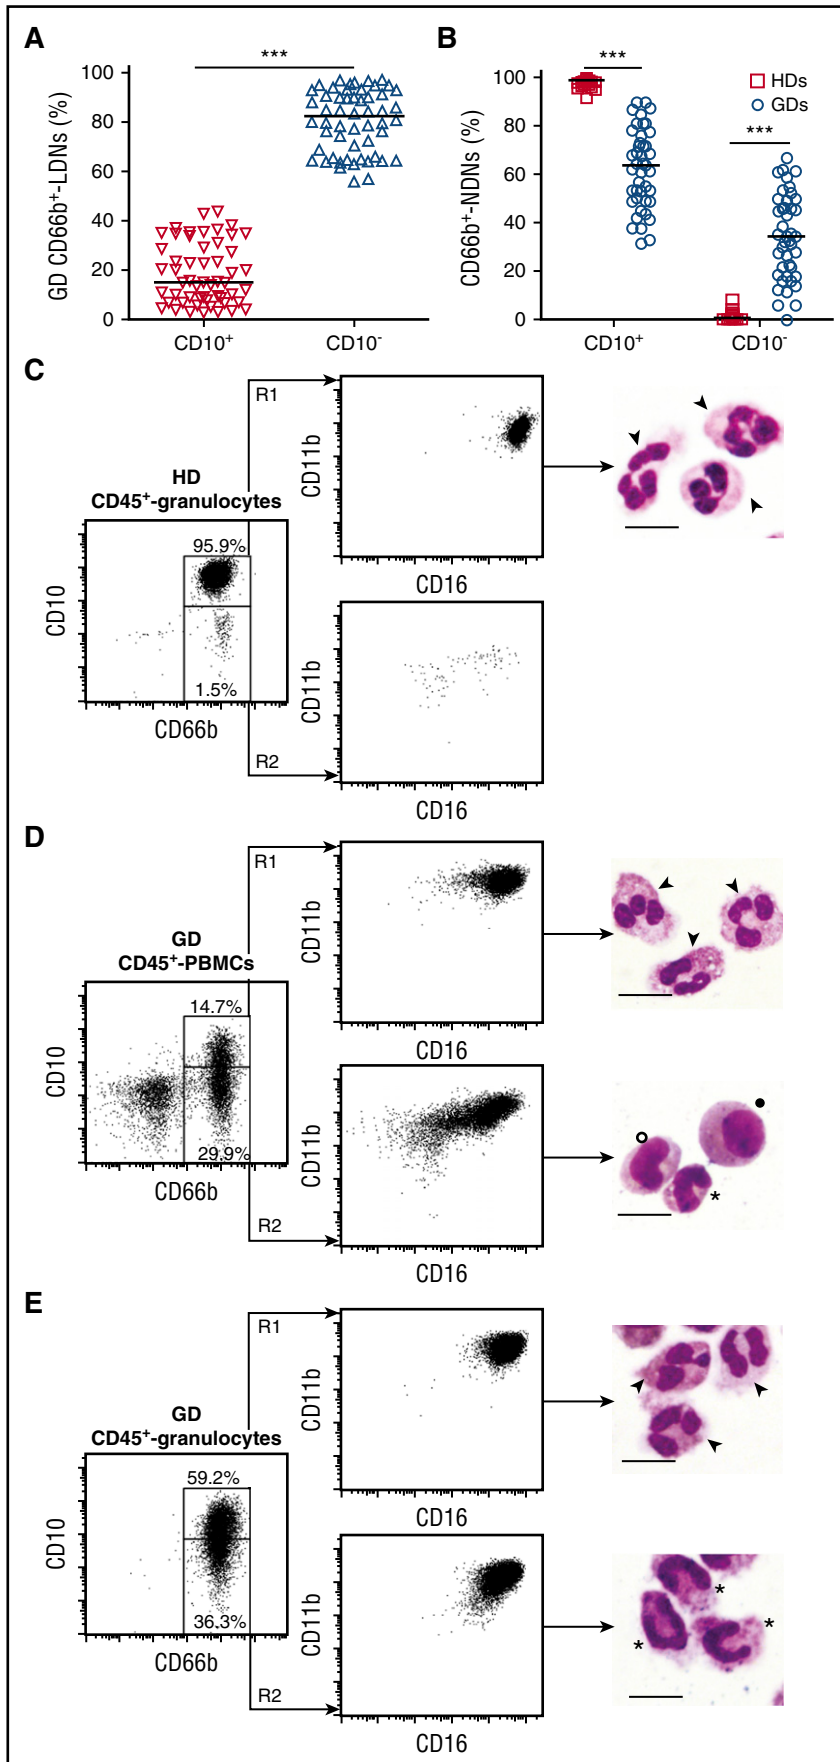 A
GD CD66b+-LDNs (%)
100
80
60
40
20
0
***
CD10+
CD10-
B
CD66b+-NDNs (%)
100
80
60
40
20
0
***
***
HDs
GDs
CD10+
CD10-
C
HD
CD45+-granulocytes
CD10
95.9%
1.5%
CD66b
R1
CD11b
CD16
R2
CD11b
CD16
D
GD
CD45+-PBMCs
CD10
14.7%
29.9%
CD66b
R1
CD11b
CD16
R2
CD11b
CD16
*
E
GD
CD45+-granulocytes
CD10
59.2%
36.3%
CD66b
R1
CD11b
CD16
R2
CD11b
CD16
*
*
*